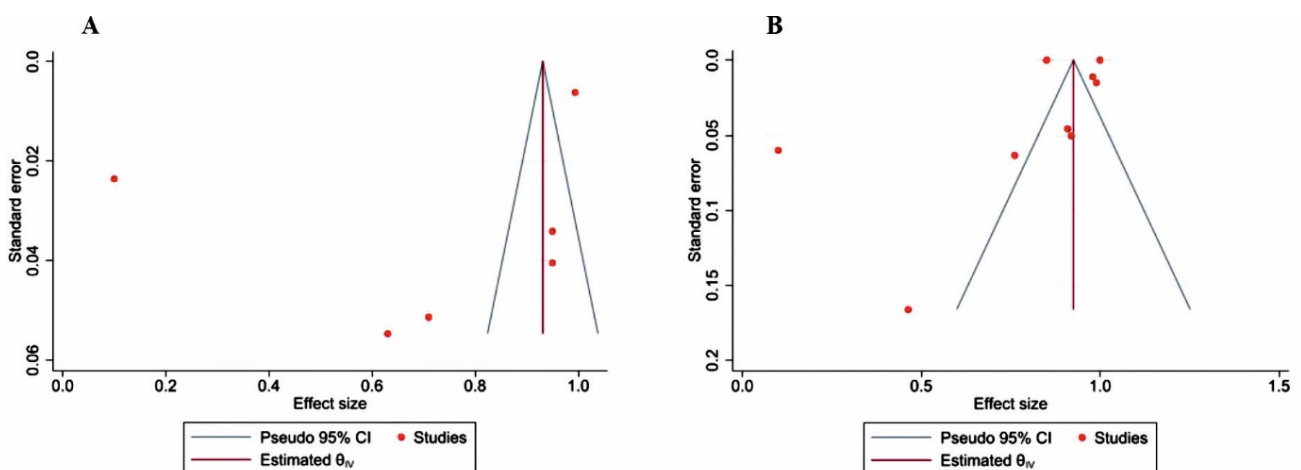 A
0.0
0.02
0.04
0.06
Standard error
0.0 0.2 0.4 0.6 0.8 1.0
Effect size
Pseudo 95% CI Studies
Estimated θIV
B
0.0
0.05
0.1
0.15
0.2
Standard error
0.0 0.5 1.0 1.5
Effect size
Pseudo 95% CI Studies
Estimated θIV